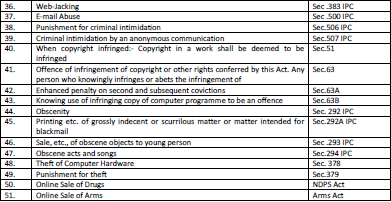 36. Web-Jacking Sec .383 IPC
37. E-mail Abuse Sec .500 IPC
38. Punishment for criminal intimidation Sec.506 IPC
39. Criminal intimidation by an anonymous communication Sec.507 IPC
40. When copyright infringed:- Copyright in a work shall be deemed to be Sec.51
infringed
41. Offence of infringement of copyright or other rights conferred by this Act. Any Sec.63
person who knowingly infringes or abets the infringement of
42. Enhanced penalty on second and subsequent convictions Sec.63A
43. Knowing use of infringing copy of computer programme to be an offence Sec.63B
44. Obscenity Sec. 292 IPC
45. Printing etc. of grossly indecent or scurrilous matter or matter intended for Sec.292A IPC
blackmail
46. Sale, etc., of obscene objects to young person Sec .293 IPC
47. Obscene acts and songs Sec.294 IPC
48. Theft of Computer Hardware Sec. 378
49. Punishment for theft Sec.379
50. Online Sale of Drugs NDPS Act
51. Online Sale of Arms Arms Act